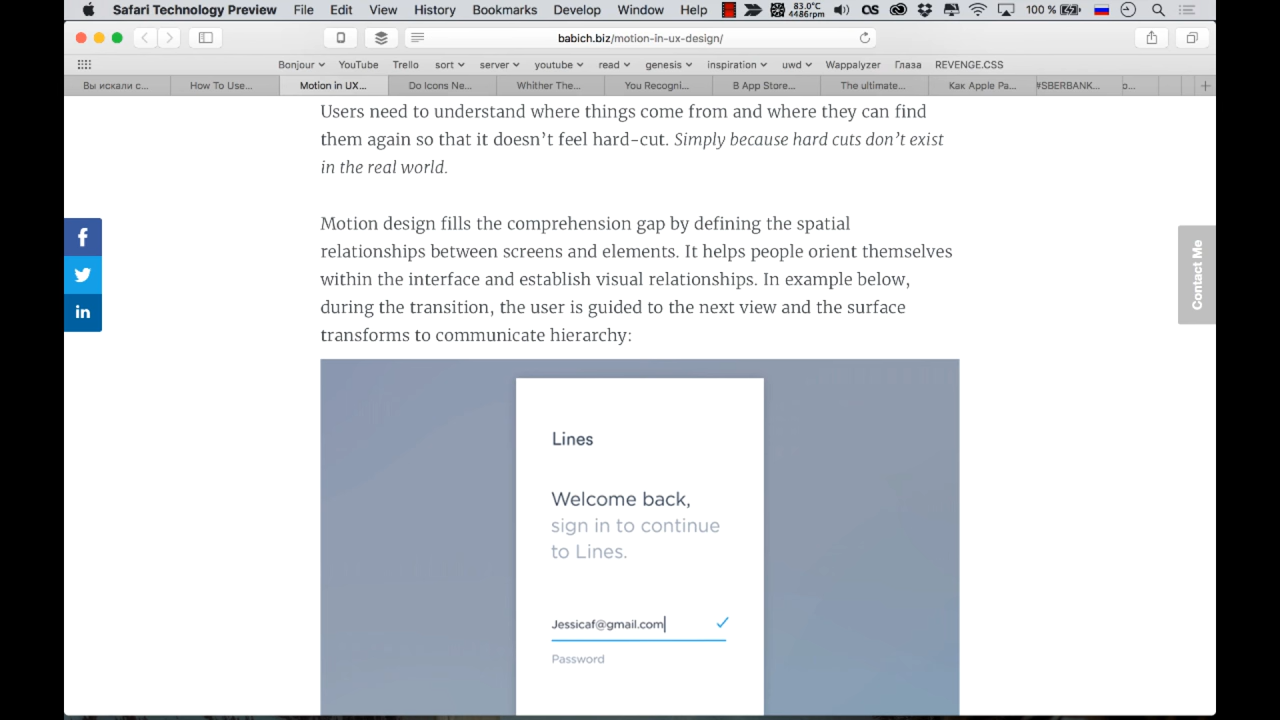 Safari Technology Preview File Edit View History Bookmarks Develop Window Help 83.0°C 4486rpm 100 %
babich.biz/motion-in-ux-design/
Bonjour YouTube Trello sort server youtube read genesis inspiration uwd Wappalyzer Глаза REVENGE.CSS
Вы искали с... How To Use... Motion in UX... Do Icons Ne... Whither The... You Recogni... В App Store... The ultimate... Как Apple Pa... #SBERBANK...
Users need to understand where things come from and where they can find
them again so that it doesn’t feel hard-cut. Simply because hard cuts don’t exist
in the real world.
Motion design fills the comprehension gap by defining the spatial
relationships between screens and elements. It helps people orient themselves
within the interface and establish visual relationships. In example below,
during the transition, the user is guided to the next view and the surface
transforms to communicate hierarchy:
Contact Me
Lines
Welcome back,
sign in to continue
to Lines.
Jessicaf@gmail.com
Password